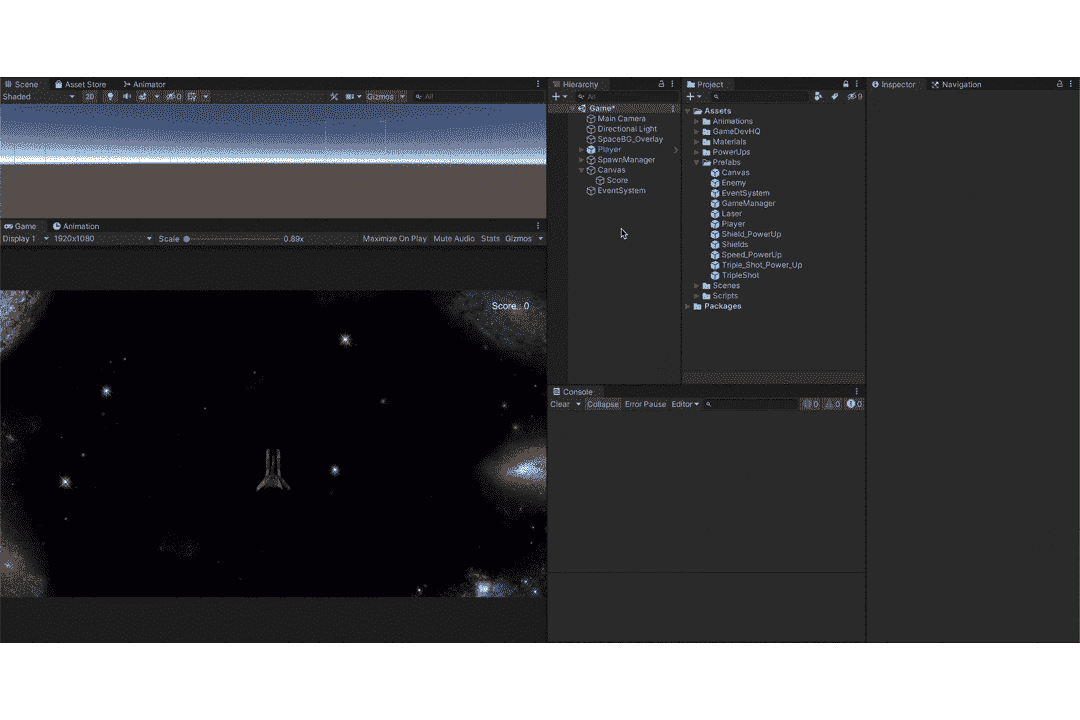 Scene Asset Store Animator
Shaded 2D 0 Gizmos All
Game Animation
Display 1 1920x1080 Scale 0.89x Maximize On Play Mute Audio Stats Gizmos
Score : 0
Hierarchy
All
Game*
Main Camera
Directional Light
SpaceBG_Overlay
Player
SpawnManager
Canvas
Score
EventSystem
Project
9
Assets
Animations
GameDevHQ
Materials
PowerUps
Prefabs
Canvas
Enemy
EventSystem
GameManager
Laser
Player
Shield_PowerUp
Shields
Speed_PowerUp
Triple_Shot_Power_Up
TripleShot
Scenes
Scripts
Packages
Console
Clear Collapse Error Pause Editor 0 0 0
Inspector Navigation